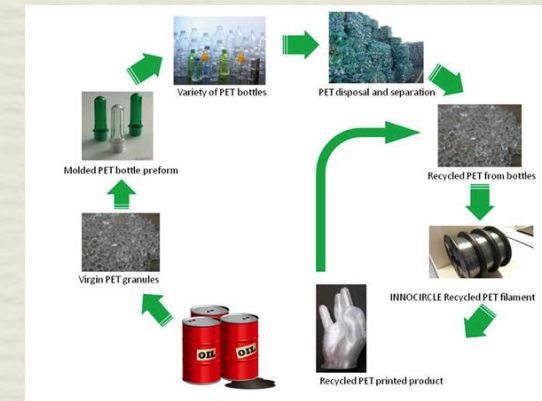 Variety of PET bottles
PET disposal and separation
Molded PET bottle preform
Recycled PET from bottles
Virgin PET granules
INNOCIRCLE Recycled PET filament
OIL
OIL
Recycled PET printed product